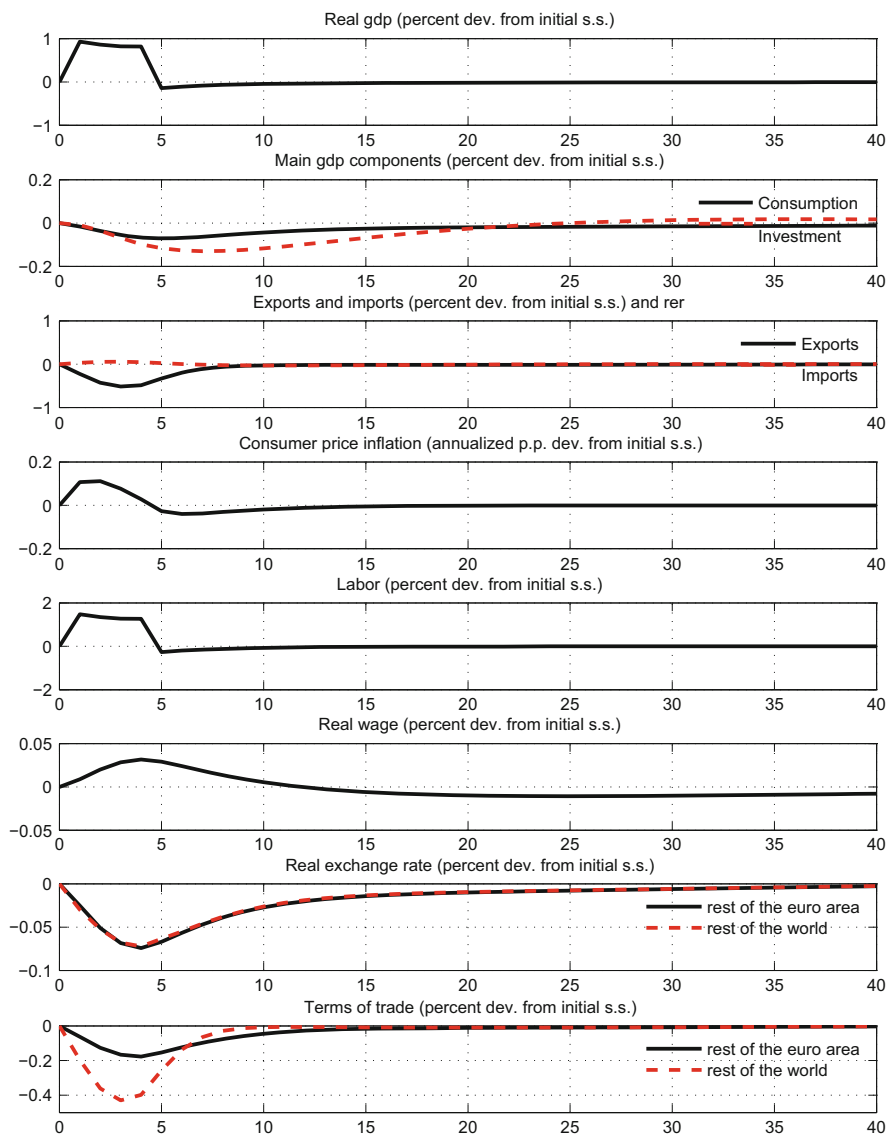 Real gdp (percent dev. from initial s.s.)
1
0
−1
0 5 10 15 20 25 30 35 40
Main gdp components (percent dev. from initial s.s.)
0.2
0
−0.2
Consumption
Investment
0 5 10 15 20 25 30 35 40
Exports and imports (percent dev. from initial s.s.) and rer
1
0
−1
Exports
Imports
0 5 10 15 20 25 30 35 40
Consumer price inflation (annualized p.p. dev. from initial s.s.)
0.2
0
−0.2
0 5 10 15 20 25 30 35 40
Labor (percent dev. from initial s.s.)
2
0
−2
0 5 10 15 20 25 30 35 40
Real wage (percent dev. from initial s.s.)
0.05
0
−0.05
0 5 10 15 20 25 30 35 40
Real exchange rate (percent dev. from initial s.s.)
0
−0.05
−0.1
rest of the euro area
rest of the world
0 5 10 15 20 25 30 35 40
Terms of trade (percent dev. from initial s.s.)
0
−0.2
−0.4
rest of the euro area
rest of the world
0 5 10 15 20 25 30 35 40